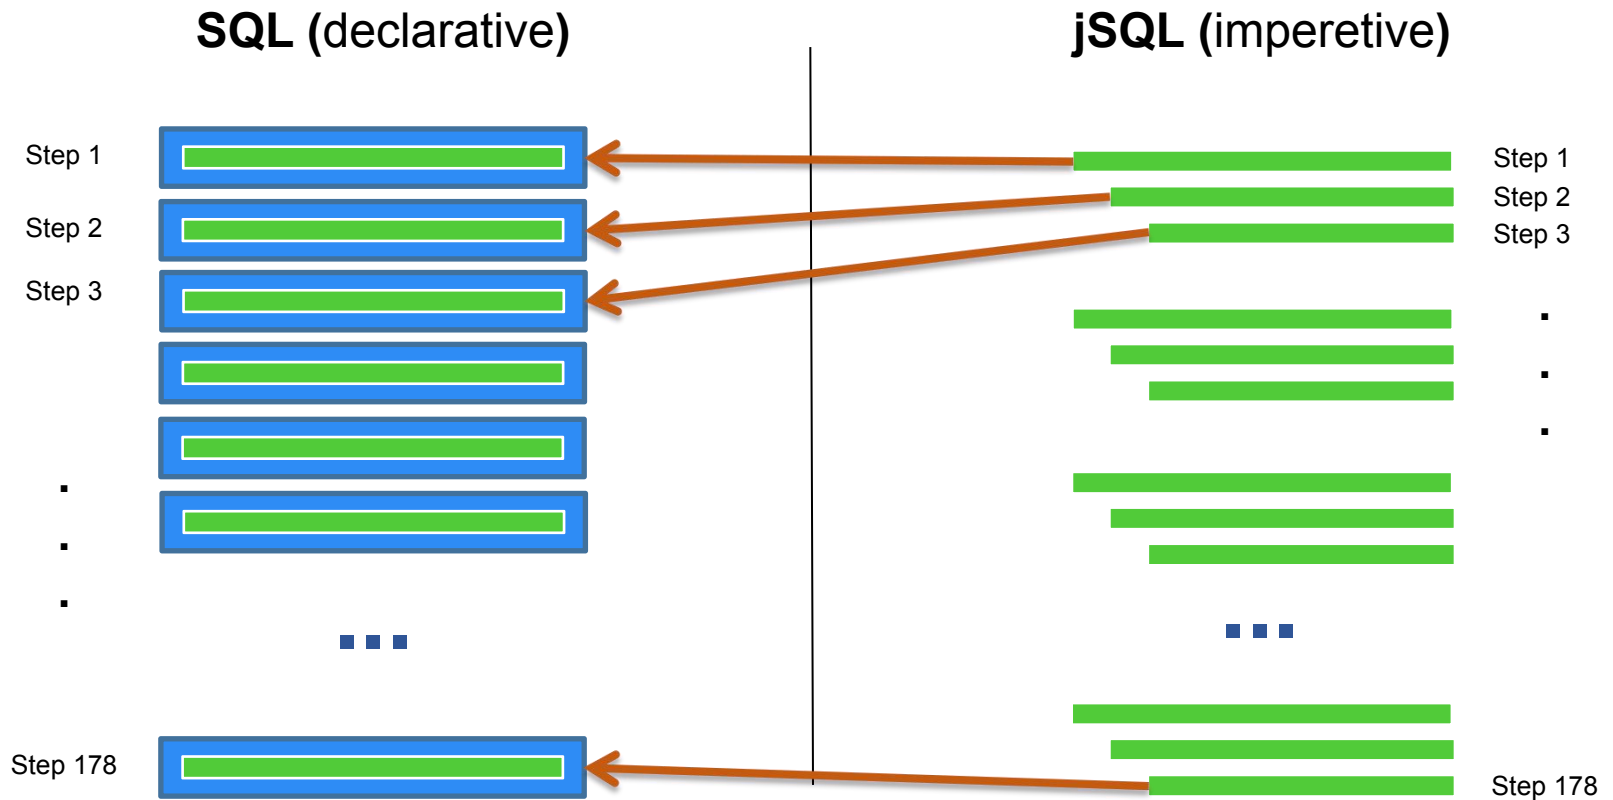 SQL (declarative)
jSQL (imperetive)
Step 1
Step 2
Step 3
.
.
.
Step 178
Step 1
Step 2
Step 3
.
.
.
Step 178